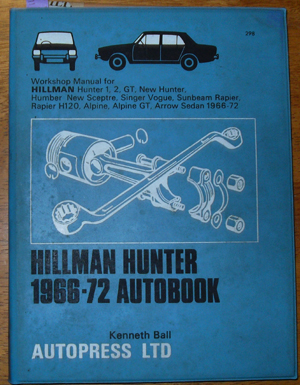 298
Workshop Manual for
HILLMAN Hunter 1, 2, GT, New Hunter,
Humber New Sceptre, Singer Vogue, Sunbeam Rapier,
Rapier H120, Alpine, Alpine GT, Arrow Sedan 1966-72
HILLMAN HUNTER
1966-72 AUTOBOOK
Kenneth Ball
AUTOPRESS LTD